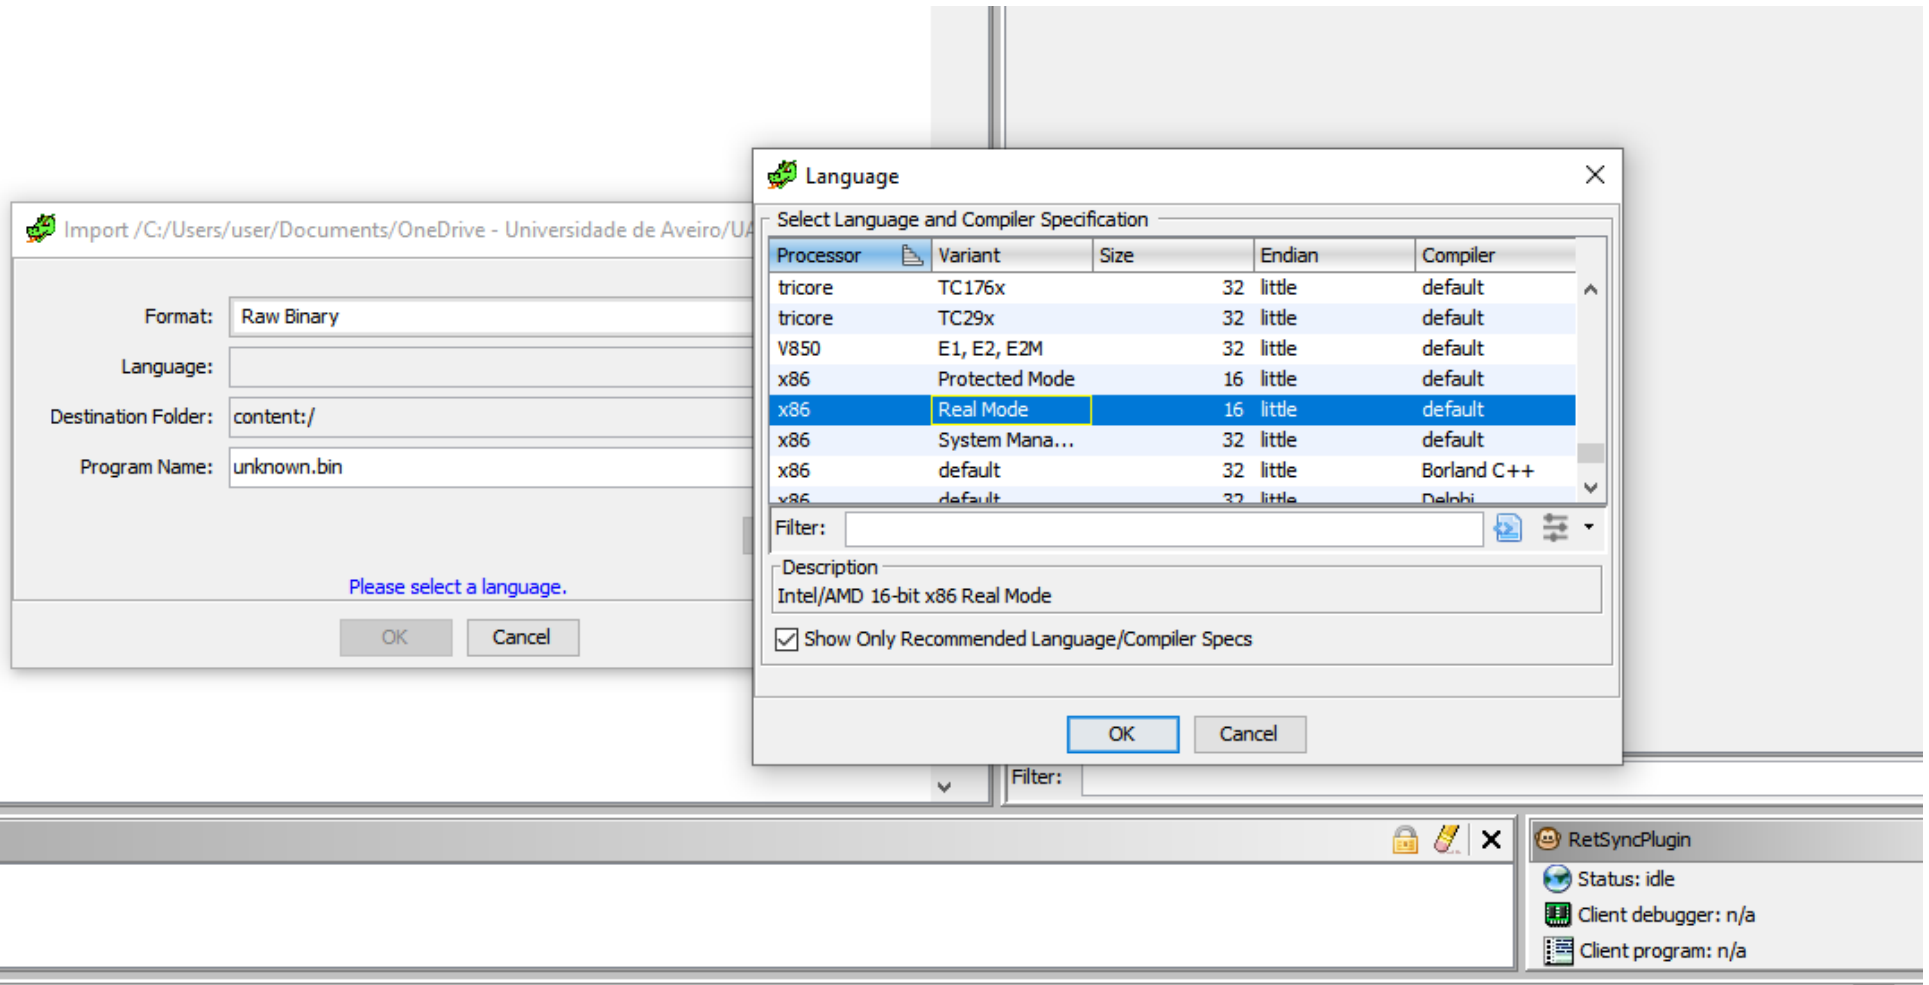 Import /C:/Users/user/Documents/OneDrive - Universidade de Aveiro/UA
Format: Raw Binary
Language:
Destination Folder: content:/
Program Name: unknown.bin
Please select a language.
OK Cancel
Language
Select Language and Compiler Specification
Processor Variant Size Endian Compiler
tricore TC176x 32 little default
tricore TC29x 32 little default
V850 E1, E2, E2M 32 little default
x86 Protected Mode 16 little default
x86 Real Mode 16 little default
x86 System Mana... 32 little default
x86 default 32 little Borland C++
x86 default 32 little Delphi
Filter:
Description
Intel/AMD 16-bit x86 Real Mode
Show Only Recommended Language/Compiler Specs
OK Cancel
Filter:
RetSyncPlugin
Status: idle
Client debugger: n/a
Client program: n/a